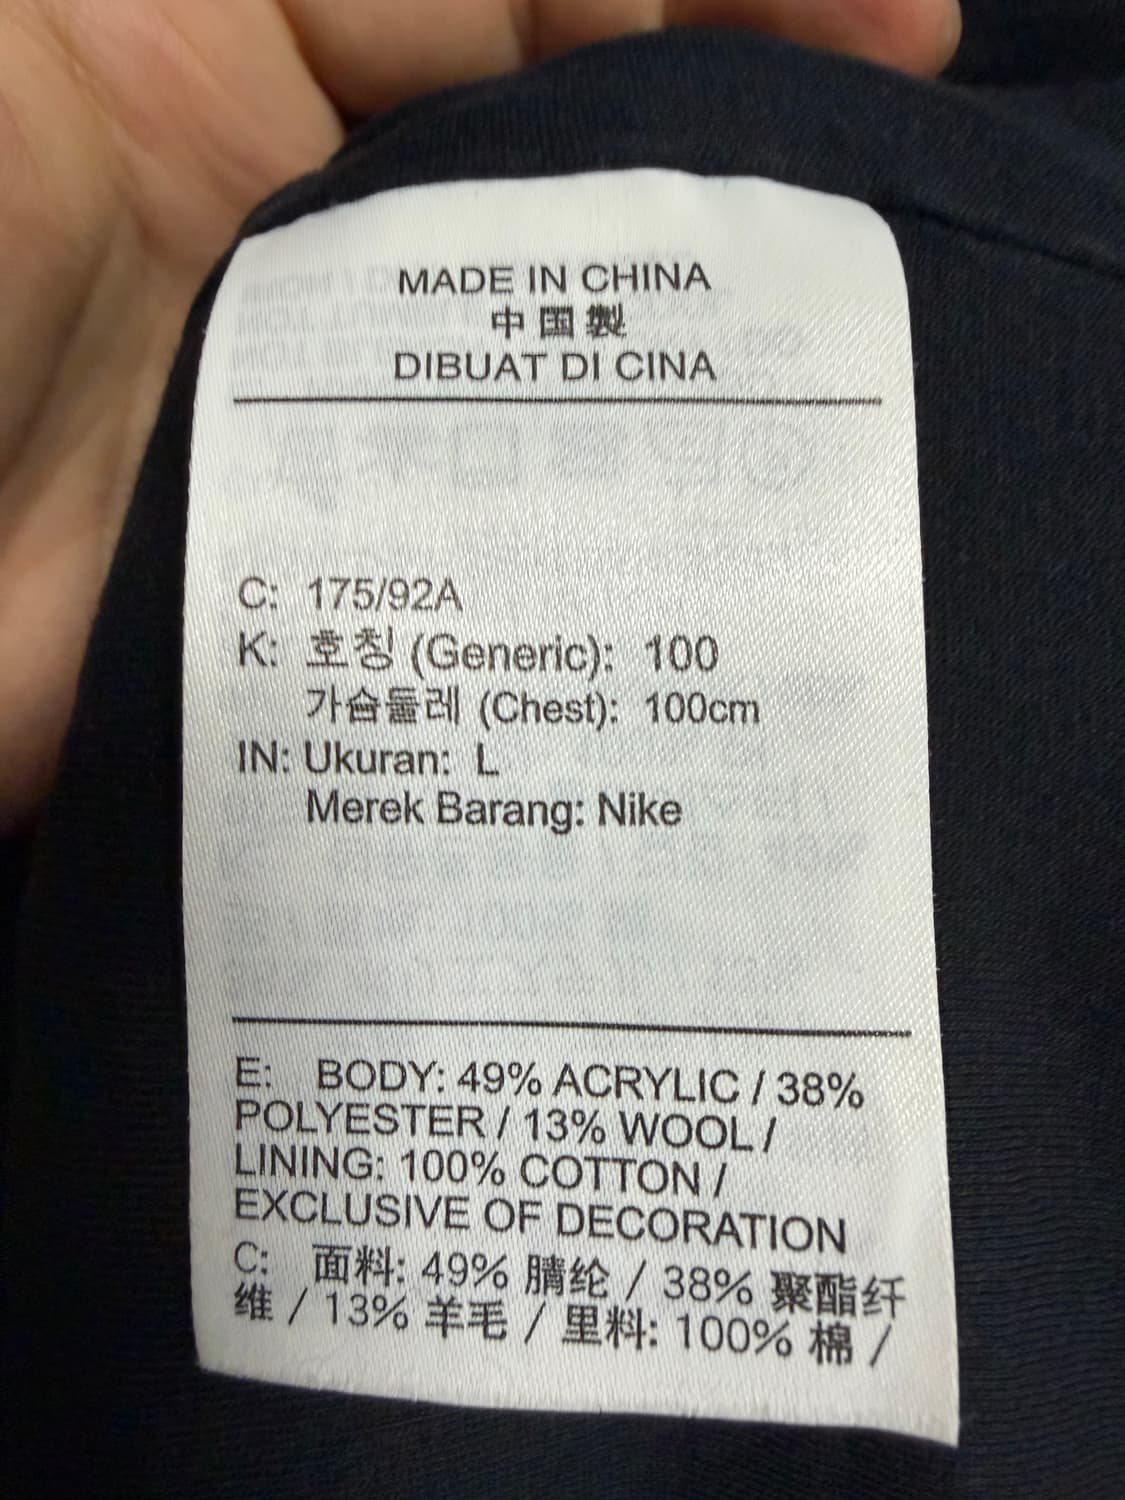 MADE IN CHINA
中国製
DIBUAT DI CINA
C: 175/92A
K: 호칭 (Generic): 100
가슴둘레 (Chest): 100cm
IN: Ukuran: L
Merek Barang: Nike
E: BODY: 49% ACRYLIC / 38%
POLYESTER / 13% WOOL /
LINING: 100% COTTON /
EXCLUSIVE OF DECORATION
C: 面料: 49% 腈纶 / 38% 聚酯纤
维 / 13% 羊毛 / 里料: 100% 棉 /